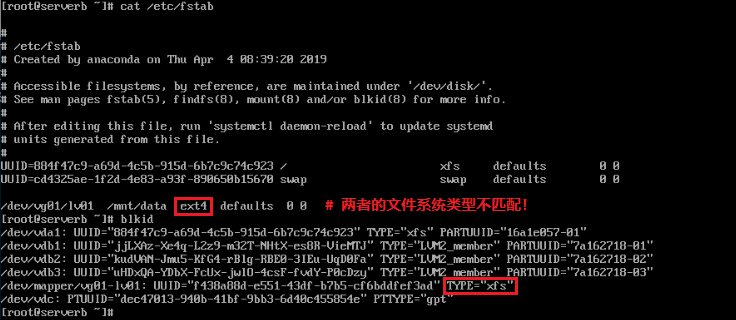 [root@serverb ~]# cat /etc/fstab
#
# /etc/fstab
# Created by anaconda on Thu Apr  4 08:39:20 2019
#
# Accessible filesystems, by reference, are maintained under '/dev/disk/'.
# See man pages fstab(5), findfs(8), mount(8) and/or blkid(8) for more info.
#
# After editing this file, run 'systemctl daemon-reload' to update systemd
# units generated from this file.
#
UUID=884f47c9-a69d-4c5b-915d-6b7c9c74c923 / xfs defaults 0 0
UUID=cd4325ae-1f2d-4e83-a93f-890650b15670 swap swap defaults 0 0
/dev/vg01/lv01 /mnt/data ext4 defaults 0 0 # 两者的文件系统类型不匹配！
[root@serverb ~]# blkid
/dev/vda1: UUID="884f47c9-a69d-4c5b-915d-6b7c9c74c923" TYPE="xfs" PARTUUID="16a1e057-01"
/dev/vdb1: UUID="jjLXAz-Xe4q-L2z9-m32T-NHtX-es8R-VieMTJ" TYPE="LVM2_member" PARTUUID="7a162718-01"
/dev/vdb2: UUID="kudVAN-Jmu5-KfG4-rBlg-RBE0-3IEu-UqD0Fa" TYPE="LVM2_member" PARTUUID="7a162718-02"
/dev/vdb3: UUID="uHDxQA-YDbX-FcUx-jwlO-4csF-fvdY-P0cDzy" TYPE="LVM2_member" PARTUUID="7a162718-03"
/dev/mapper/vg01-lv01: UUID="f438a88d-e551-43df-b7b5-cf6bddfef3ad" TYPE="xfs"
/dev/vdc: PTUUID="dec47013-940b-41bf-9bb3-6d40c455854e" PTTYPE="gpt"
[root@serverb ~]#